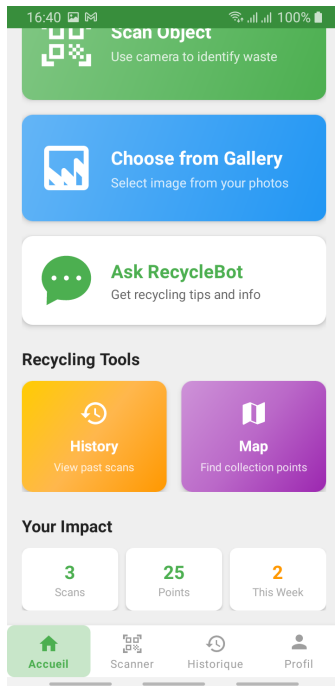 16:40 100%
Scan Object
Use camera to identify waste
Choose from Gallery
Select image from your photos
Ask RecycleBot
Get recycling tips and info
Recycling Tools
History
View past scans
Map
Find collection points
Your Impact
3 25 2
Scans Points This Week
Accueil Scanner Historique Profil